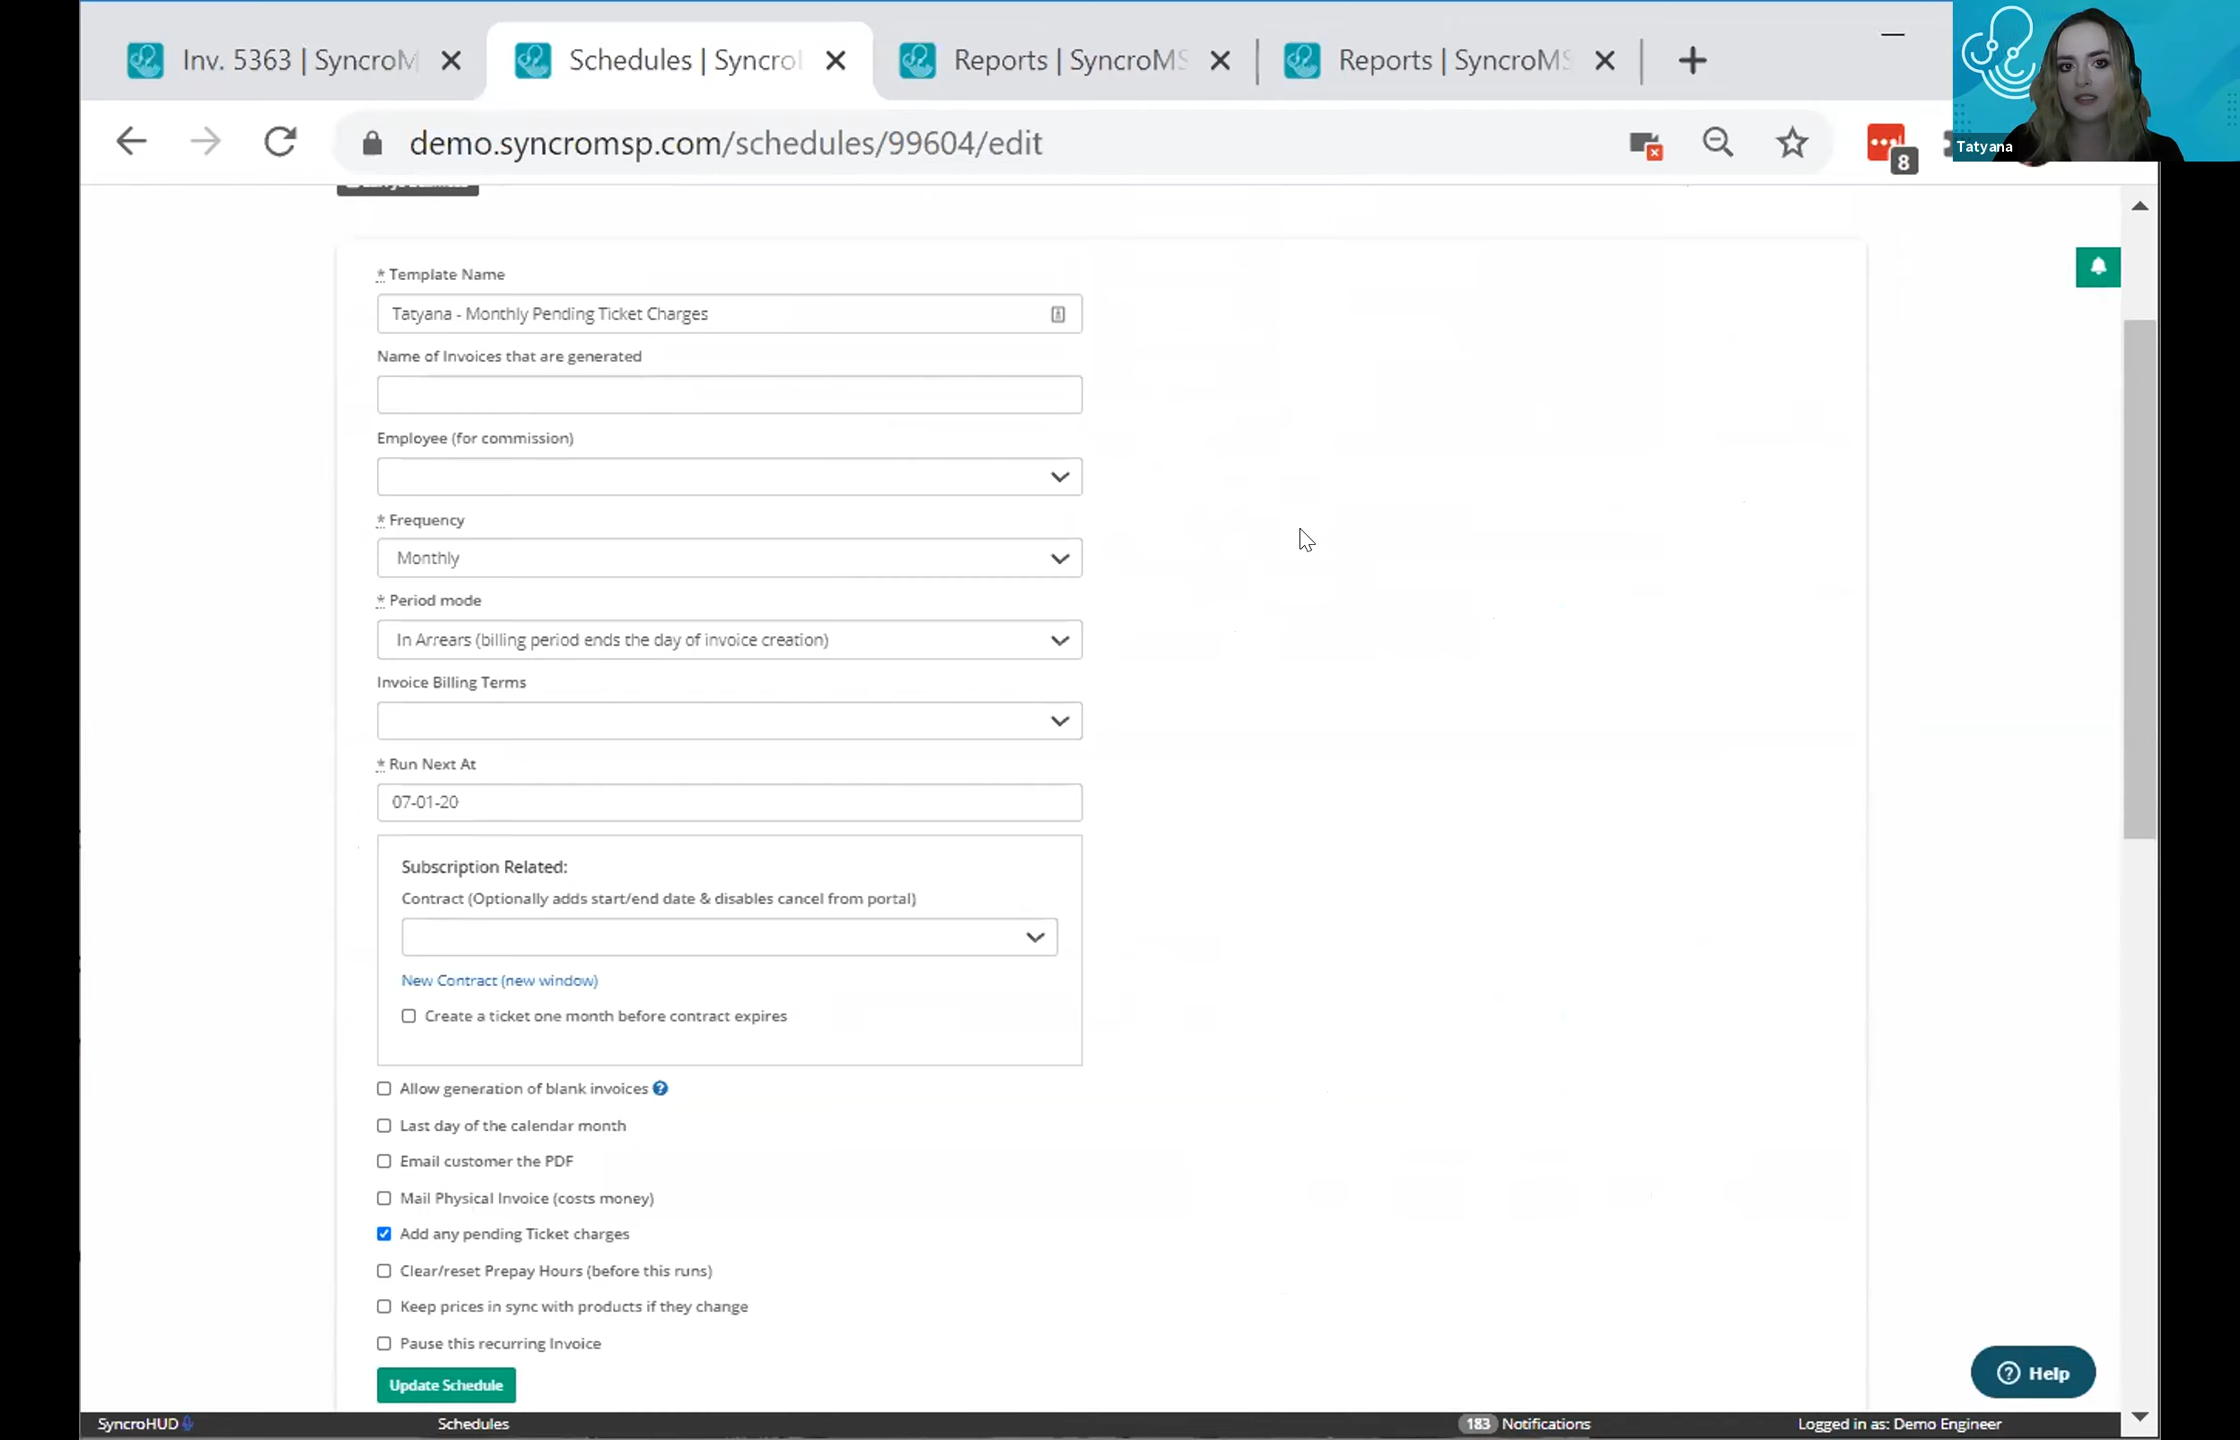 Inv. 5363 | SyncroM
Schedules | Syncro
Reports | SyncroMS
Reports | SyncroMS
demo.syncromsp.com/schedules/99604/edit
8
Tatyana
* Template Name
Tatyana - Monthly Pending Ticket Charges
Name of Invoices that are generated
Employee (for commission)
* Frequency
Monthly
* Period mode
In Arrears (billing period ends the day of invoice creation)
Invoice Billing Terms
* Run Next At
07-01-20
Subscription Related:
Contract (Optionally adds start/end date & disables cancel from portal)
New Contract (new window)
Create a ticket one month before contract expires
Allow generation of blank invoices ?
Last day of the calendar month
Email customer the PDF
Mail Physical Invoice (costs money)
Add any pending Ticket charges
Clear/reset Prepay Hours (before this runs)
Keep prices in sync with products if they change
Pause this recurring Invoice
Update Schedule
? Help
SyncroHUD Schedules 183 Notifications Logged in as: Demo Engineer